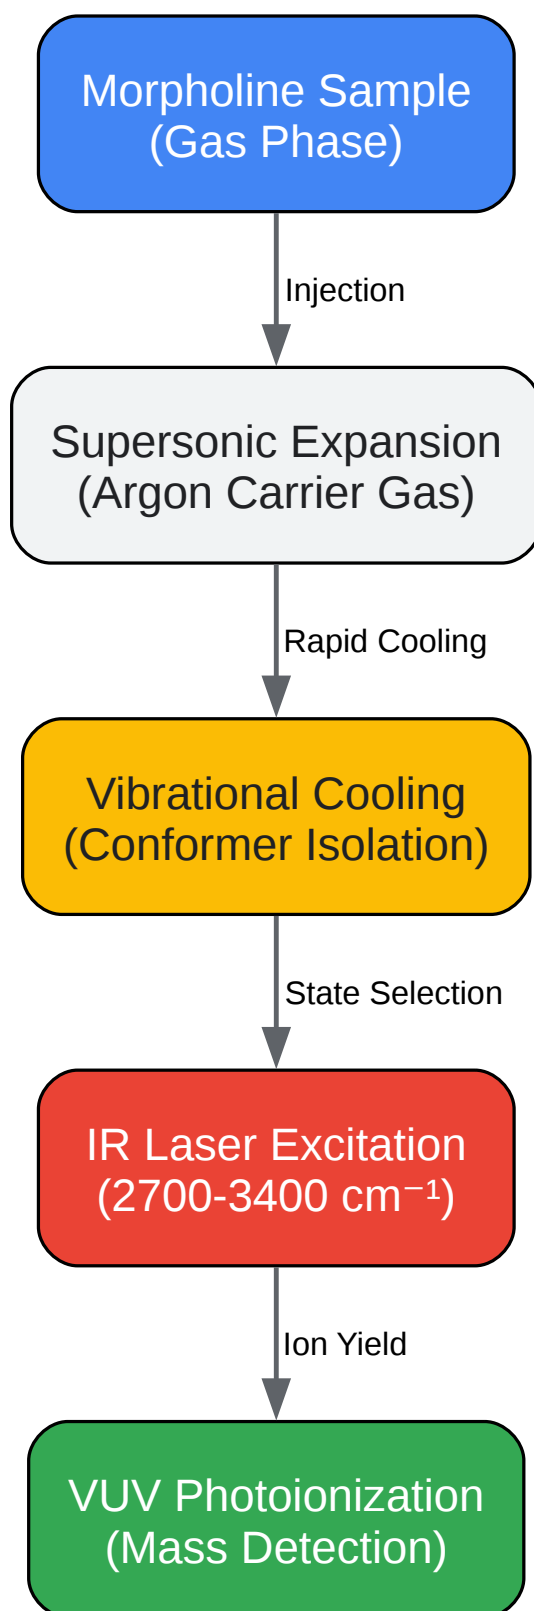 Morpholine Sample
(Gas Phase)
Injection
Supersonic Expansion
(Argon Carrier Gas)
Rapid Cooling
Vibrational Cooling
(Conformer Isolation)
State Selection
IR Laser Excitation
(2700-3400 cm⁻¹)
Ion Yield
VUV Photoionization
(Mass Detection)